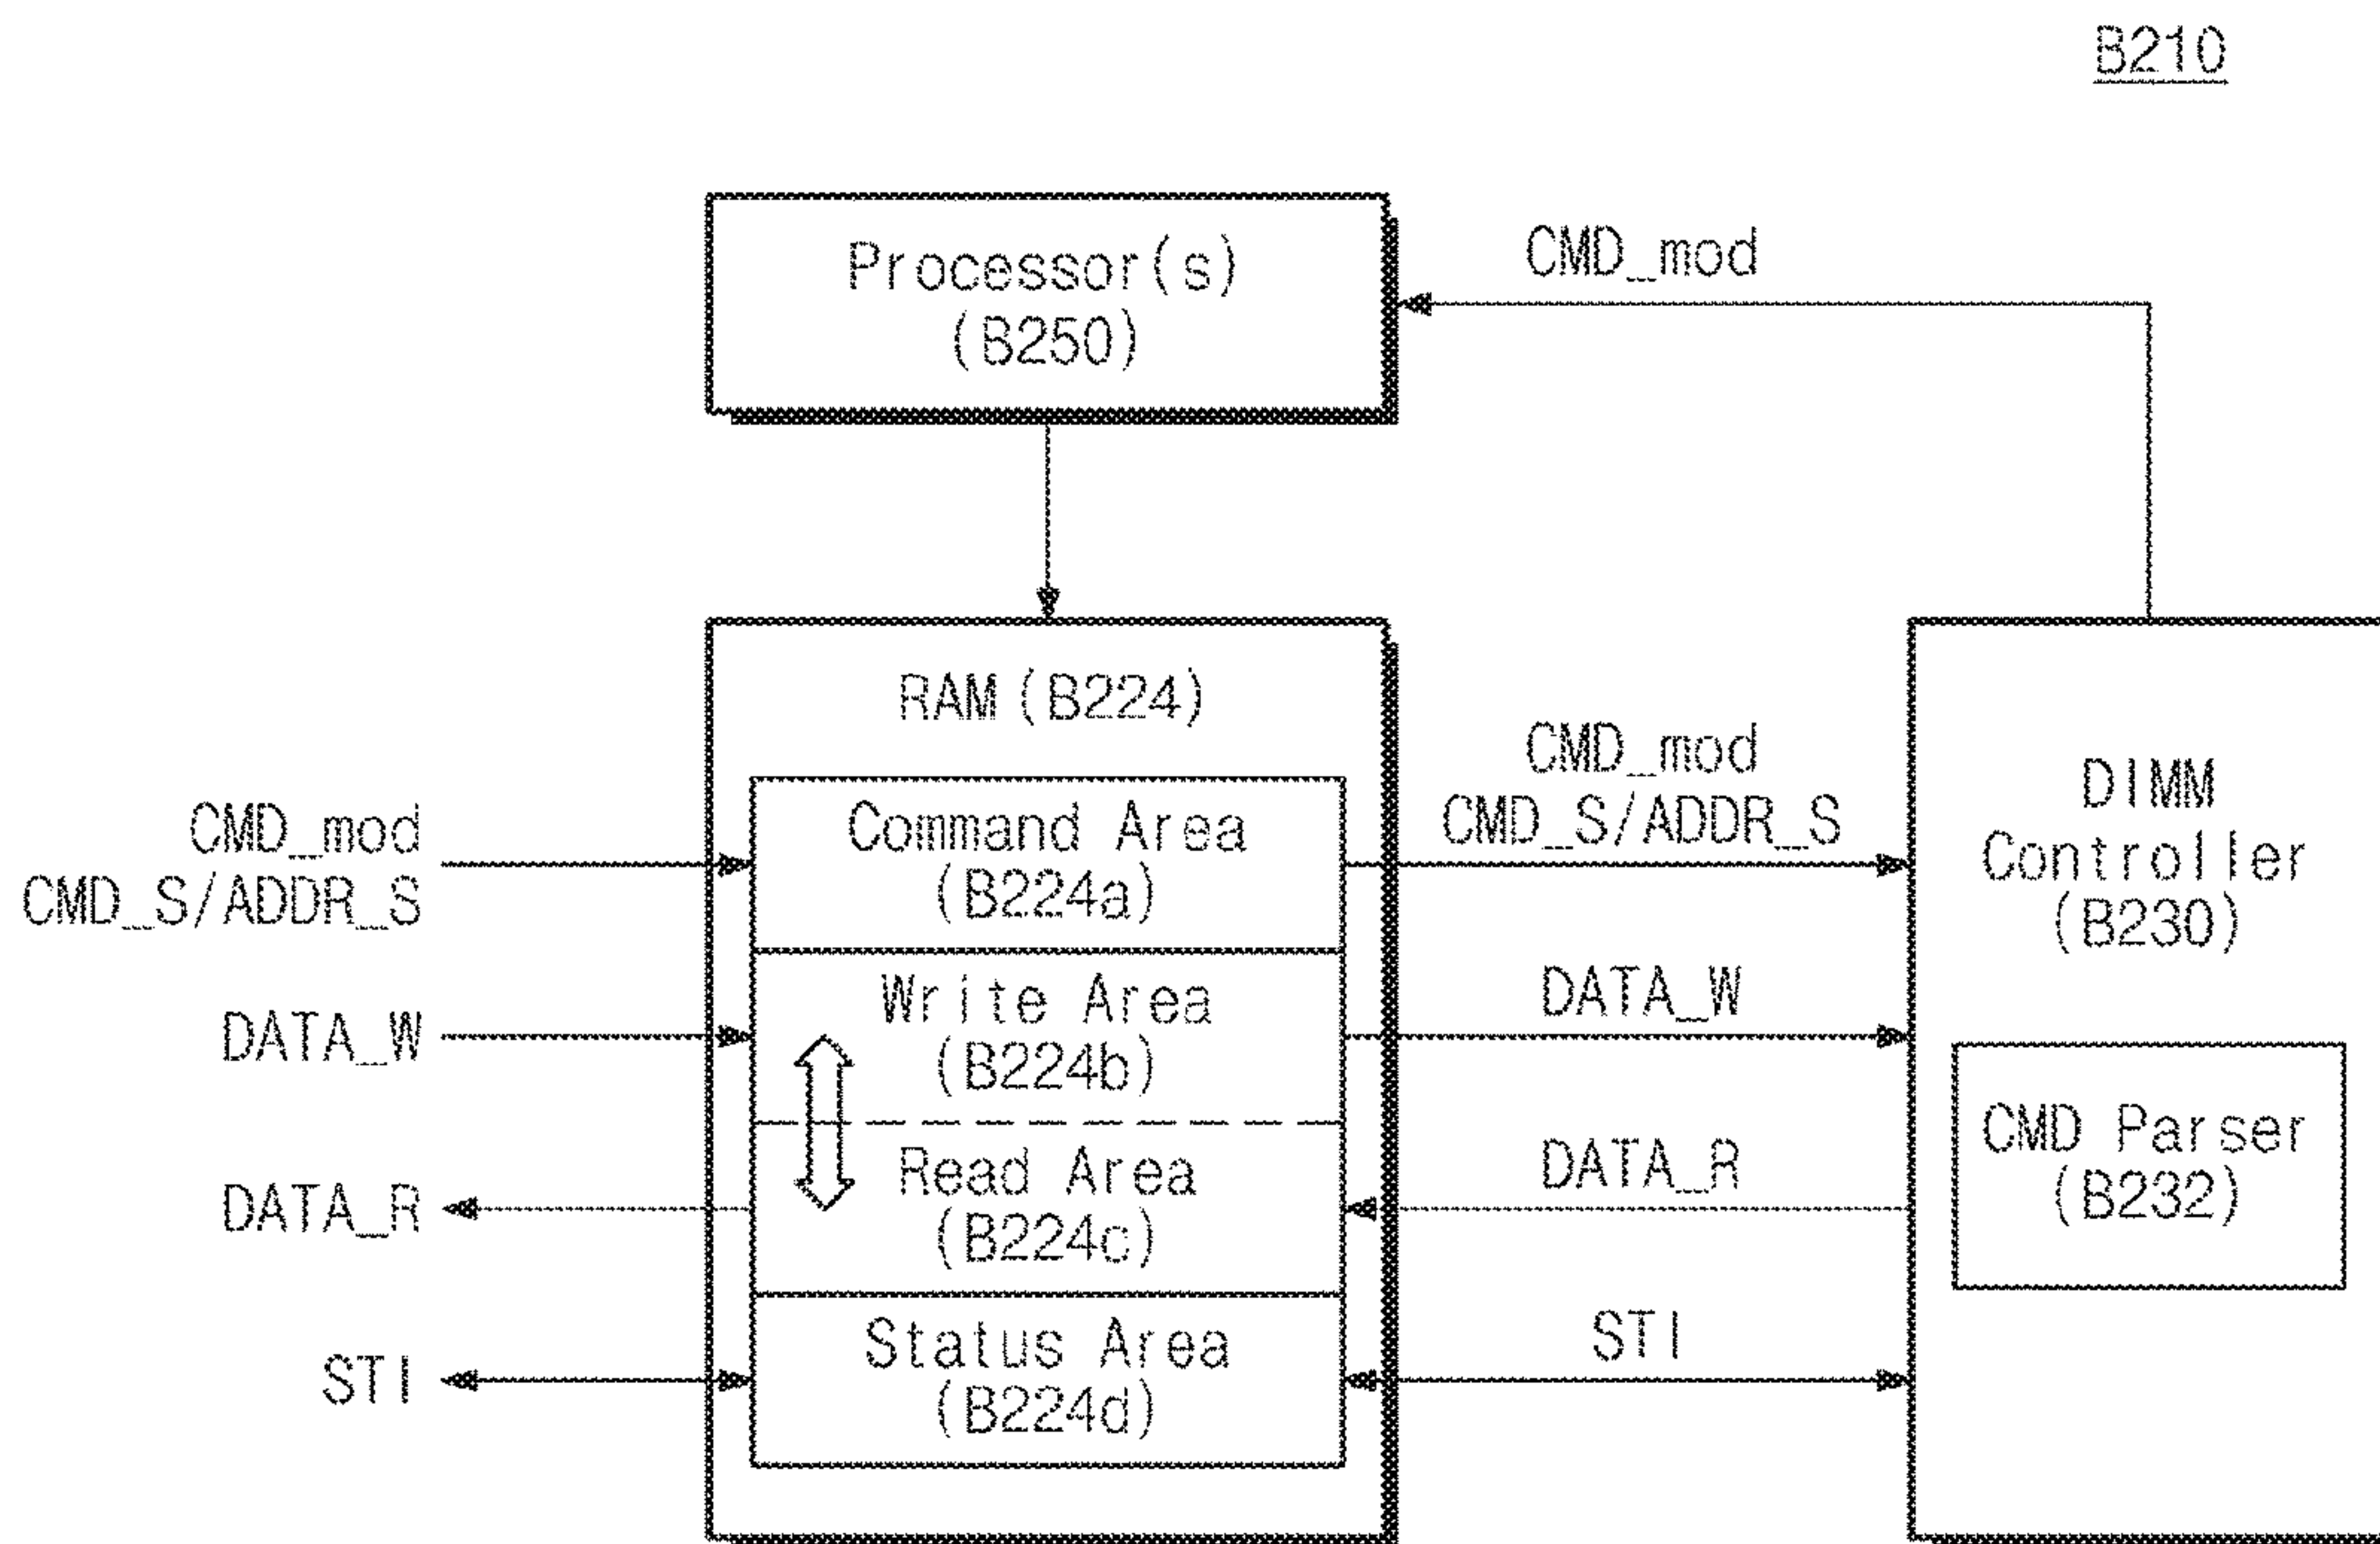 B210
Processor(s)
(B250)
CMD_mod
RAM(B224)
CMD_mod
CMD_S/ADDR_S
Command Area
(B224a)
CMD_mod
CMD_S/ADDR_S
DIMM
Controller
(B230)
DATA_W
Write Area
(B224b)
DATA_W
CMD Parser
(B232)
DATA_R
Read Area
(B224c)
DATA_R
STI
Status Area
(B224d)
STI